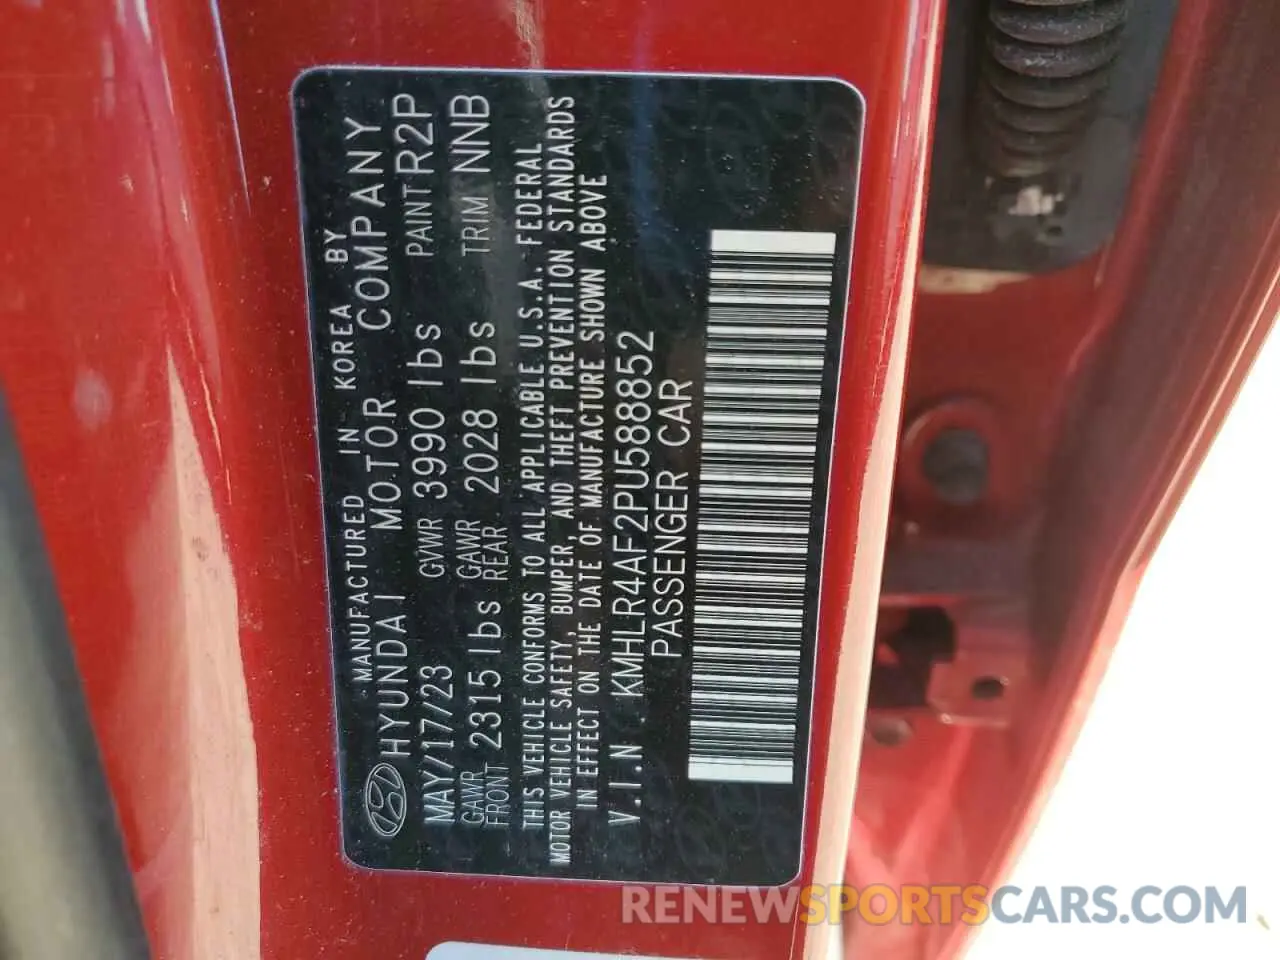 MANUFACTURED IN KOREA BY
HYUNDAI MOTOR COMPANY
MAY/17/23 GVWR 3990 lbs PAINT R2P
GAWR FRONT 2315 lbs GAWR REAR 2028 lbs TRIM NNB
THIS VEHICLE CONFORMS TO ALL APPLICABLE U.S.A. FEDERAL
MOTOR VEHICLE SAFETY, BUMPER, AND THEFT PREVENTION STANDARDS
IN EFFECT ON THE DATE OF MANUFACTURE SHOWN ABOVE
V.I.N KMHLR4AF2PU588852
PASSENGER CAR
RENEWSPORTSCARS.COM